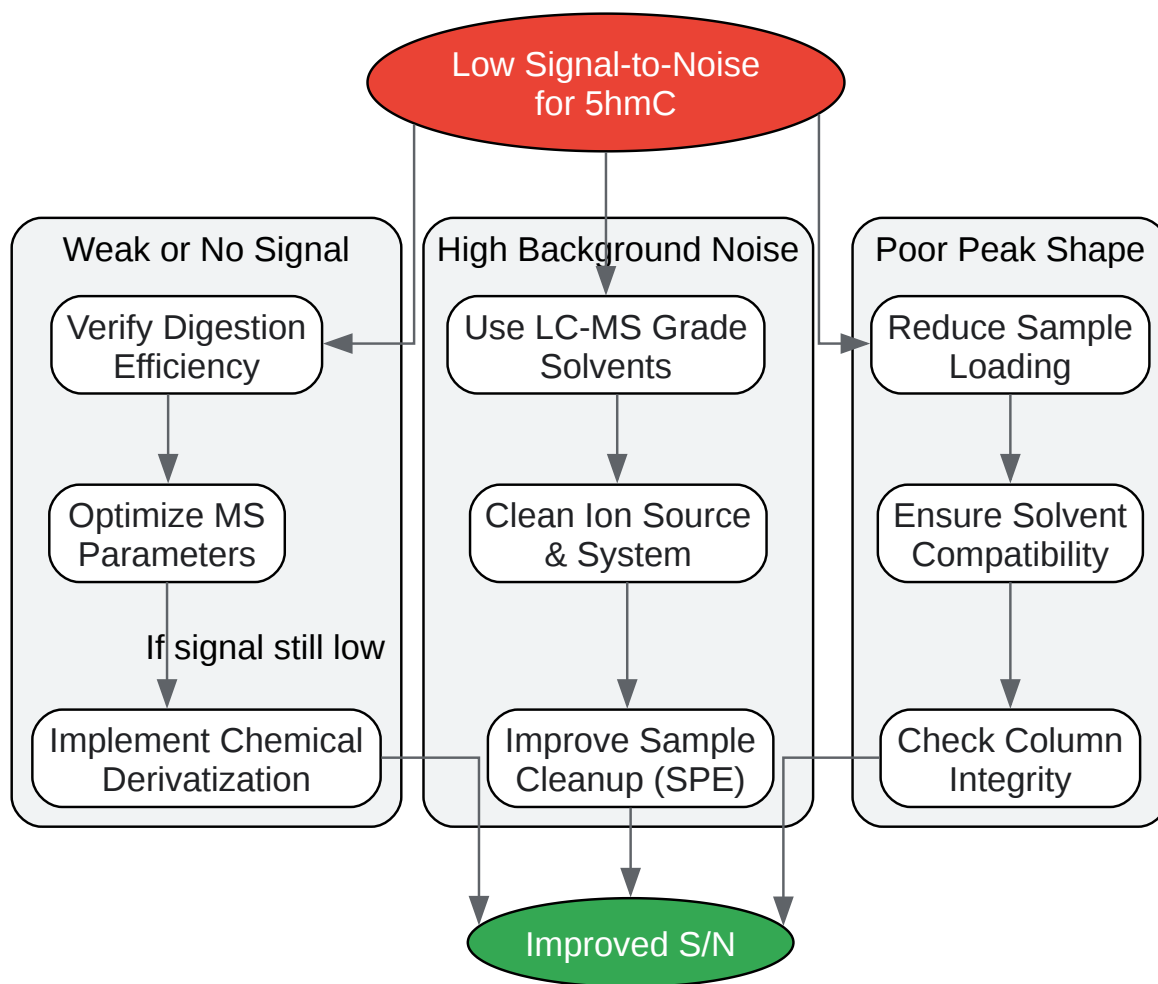 Low Signal-to-Noise
for 5hmC
Weak or No Signal
Verify Digestion
Efficiency
Optimize MS
Parameters
If signal still low
Implement Chemical
Derivatization
High Background Noise
Use LC-MS Grade
Solvents
Clean Ion Source
& System
Improve Sample
Cleanup (SPE)
Poor Peak Shape
Reduce Sample
Loading
Ensure Solvent
Compatibility
Check Column
Integrity
Improved S/N